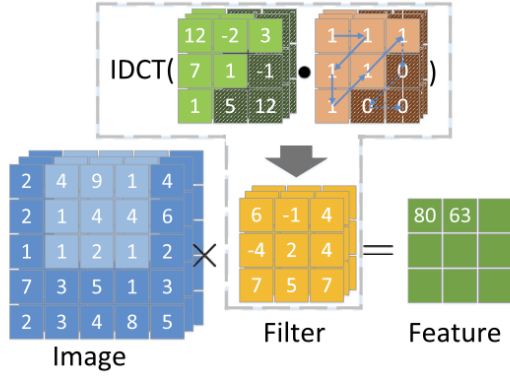 12 -2 3
7 1 -1
1 5 12
IDCT( • )
1 1 1
1 1 0
1 0 0
2 4 9 1 4
2 1 4 4 6
1 1 2 1 2
7 3 5 1 3
2 3 4 8 5
Image
×
6 -1 4
-4 2 4
7 5 7
Filter
=
80 63
Feature